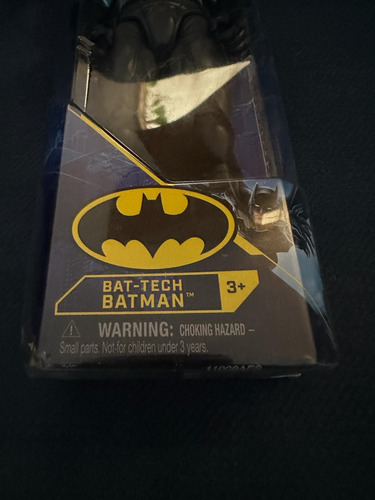 BAT-TECH
BATMAN™
3+
⚠ WARNING: CHOKING HAZARD –
Small parts. Not for children under 3 years.